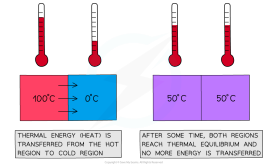 100°C
0°C
50°C
50°C
THERMAL ENERGY (HEAT) IS
TRANSFERRED FROM THE HOT
REGION TO COLD REGION
AFTER SOME TIME, BOTH REGIONS
REACH THERMAL EQUILIBRIUM AND
NO MORE ENERGY IS TRANSFERRED